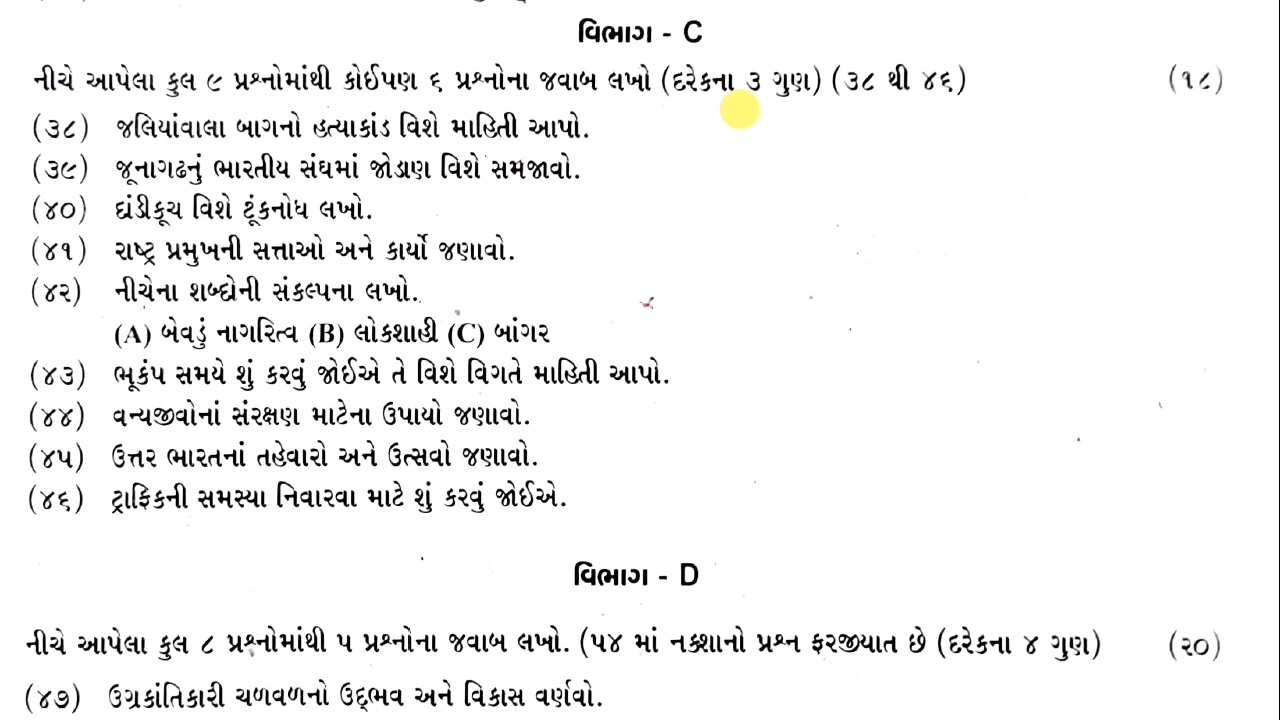 વિભાગ - C
નીચે આપેલા કુલ ૯ પ્રશ્નોમાંથી કોઈપણ ૬ પ્રશ્નોના જવાબ લખો (દરેકના ૩ ગુણ) (૩૮ થી ૪૬) (૧૮)
(૩૮) જલિયાંવાલા બાગનો હત્યાકાંડ વિશે માહિતી આપો.
(૩૯) જૂનાગઢનું ભારતીય સંઘમાં જોડાણ વિશે સમજાવો.
(૪૦) દાંડીકૂચ વિશે ટૂંકનોધ લખો.
(૪૧) રાષ્ટ્ર પ્રમુખની સત્તાઓ અને કાર્યો જણાવો.
(૪૨) નીચેના શબ્દોની સંકલ્પના લખો.
(A) બેવડું નાગરિત્વ (B) લોકશાહી (C) બાંગર
(૪૩) ભૂકંપ સમયે શું કરવું જોઈએ તે વિશે વિગતે માહિતી આપો.
(૪૪) વન્યજીવોનાં સંરક્ષણ માટેના ઉપાયો જણાવો.
(૪૫) ઉત્તર ભારતનાં તહેવારો અને ઉત્સવો જણાવો.
(૪૬) ટ્રાફિકની સમસ્યા નિવારવા માટે શું કરવું જોઈએ.
વિભાગ - D
નીચે આપેલા કુલ ૮ પ્રશ્નોમાંથી ૫ પ્રશ્નોના જવાબ લખો. (૫૪ માં નક્શાનો પ્રશ્ન ફરજીયાત છે (દરેકના ૪ ગુણ) (૨૦)
(૪૭) ઉગ્રકાંતિકારી ચળવળનો ઉદ્ભવ અને વિકાસ વર્ણવો.